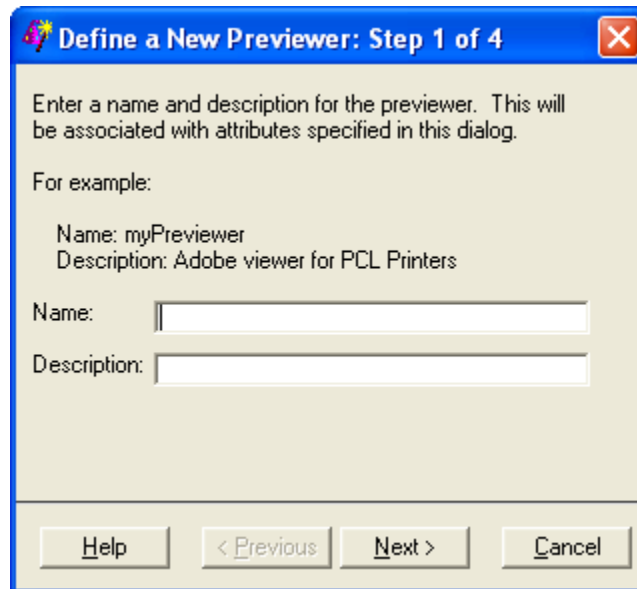 Define a New Previewer: Step 1 of 4
Enter a name and description for the previewer. This will
be associated with attributes specified in this dialog.
For example:
Name: myPreviewer
Description: Adobe viewer for PCL Printers
Name:
Description:
Help
< Previous
Next >
Cancel